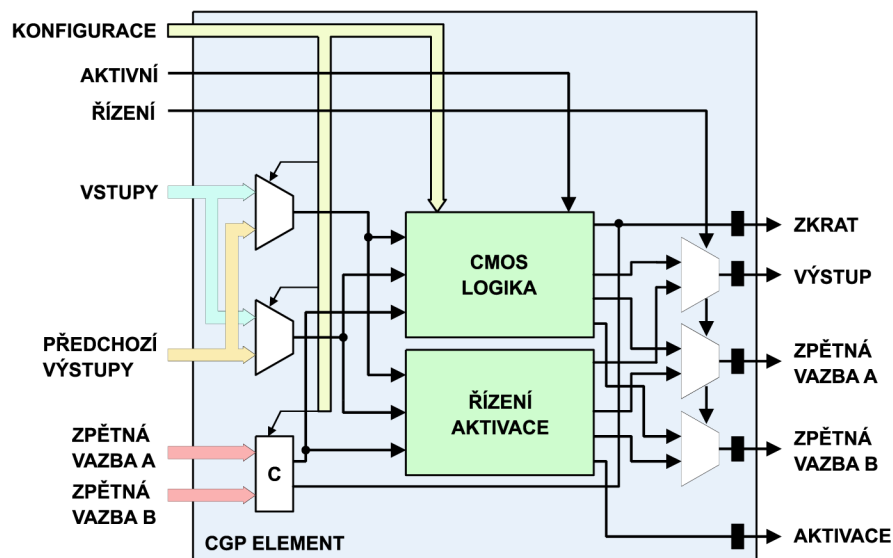 KONFIGURACE
AKTIVNÍ
ŘÍZENÍ
VSTUPY
PŘEDCHOZÍ
VÝSTUPY
ZPĚTNÁ
VAZBA A
ZPĚTNÁ
VAZBA B
C
CMOS
LOGIKA
ŘÍZENÍ
AKTIVACE
CGP ELEMENT
ZKRAT
VÝSTUP
ZPĚTNÁ
VAZBA A
ZPĚTNÁ
VAZBA B
AKTIVACE